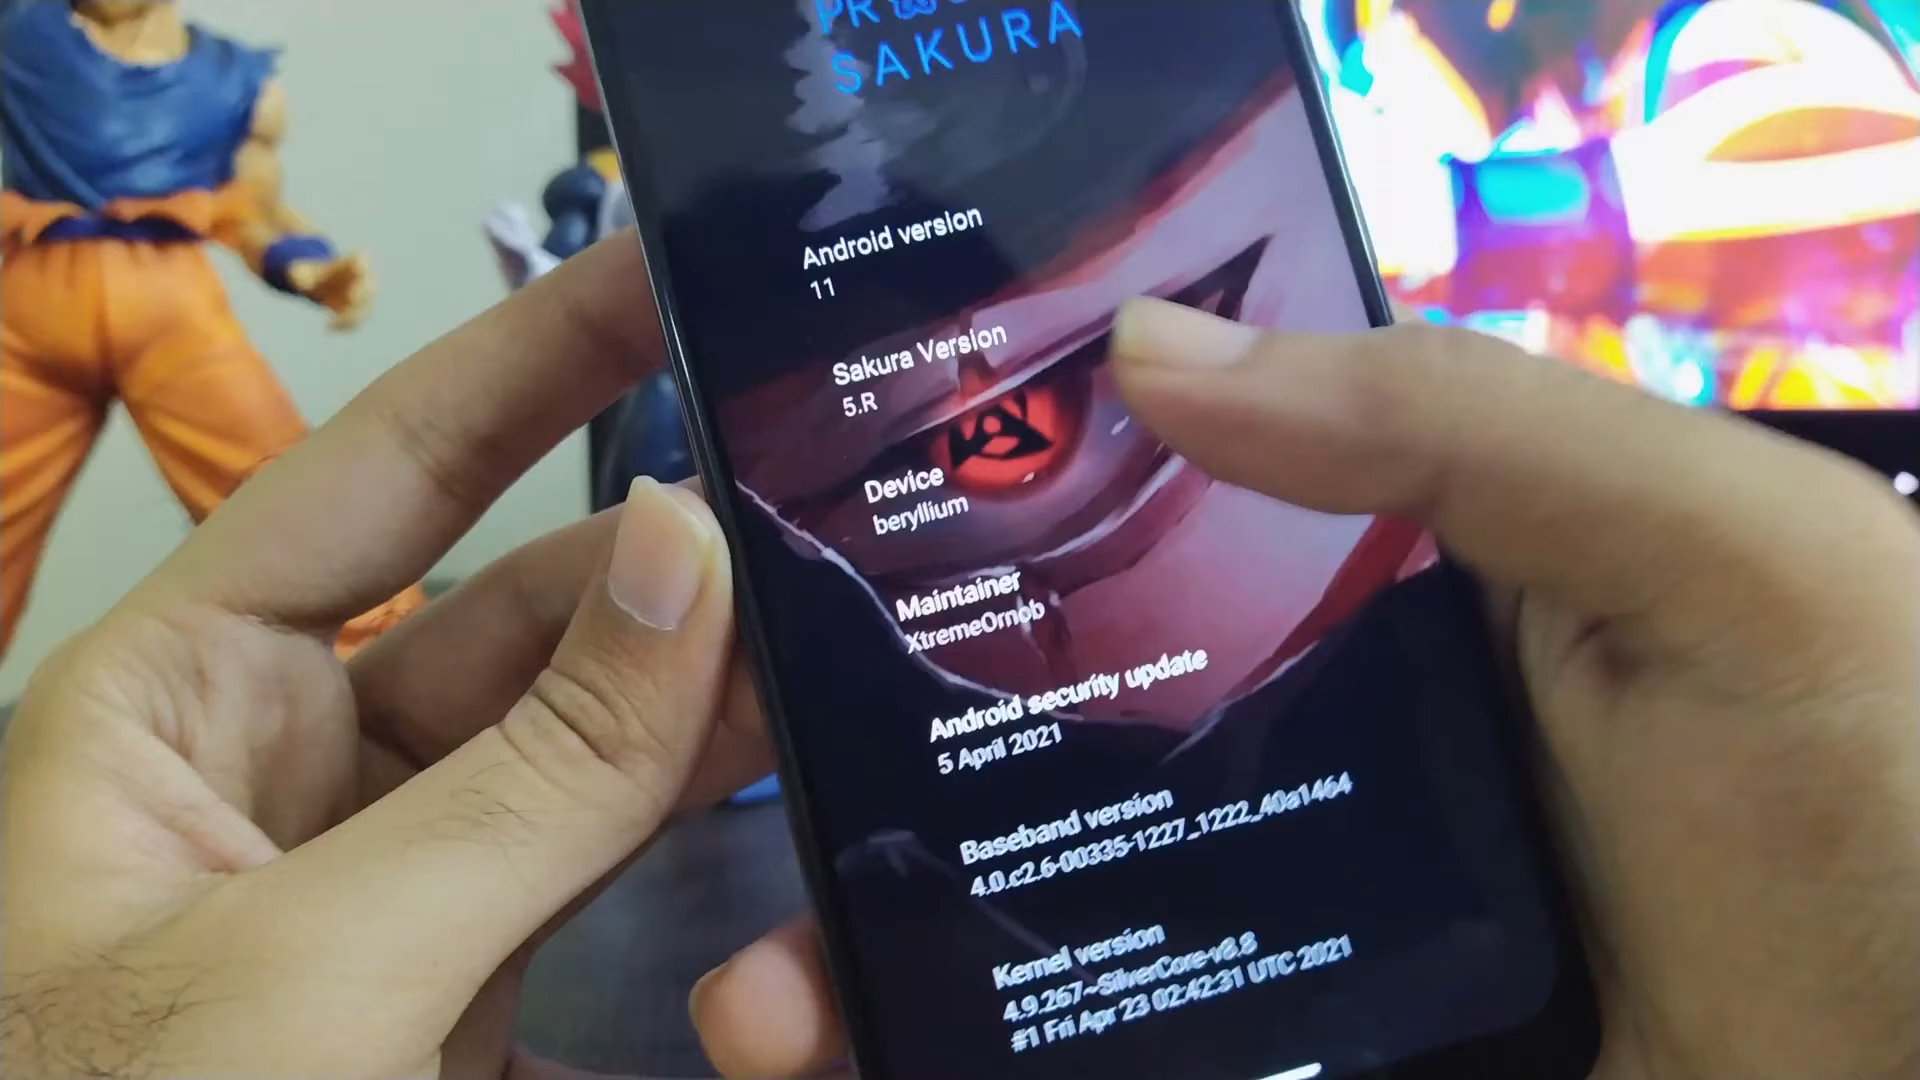 SAKURA
Android version
11
Sakura Version
5.R
Device
beryllium
Maintainer
XtremeOrnob
Android security update
5 April 2021
Baseband version
4.0.c2.6-00335-1227_1222_40a1464
Kernel version
4.9.267~SilverCore-v8.8
#1 Fri Apr 23 02:42:31 UTC 2021